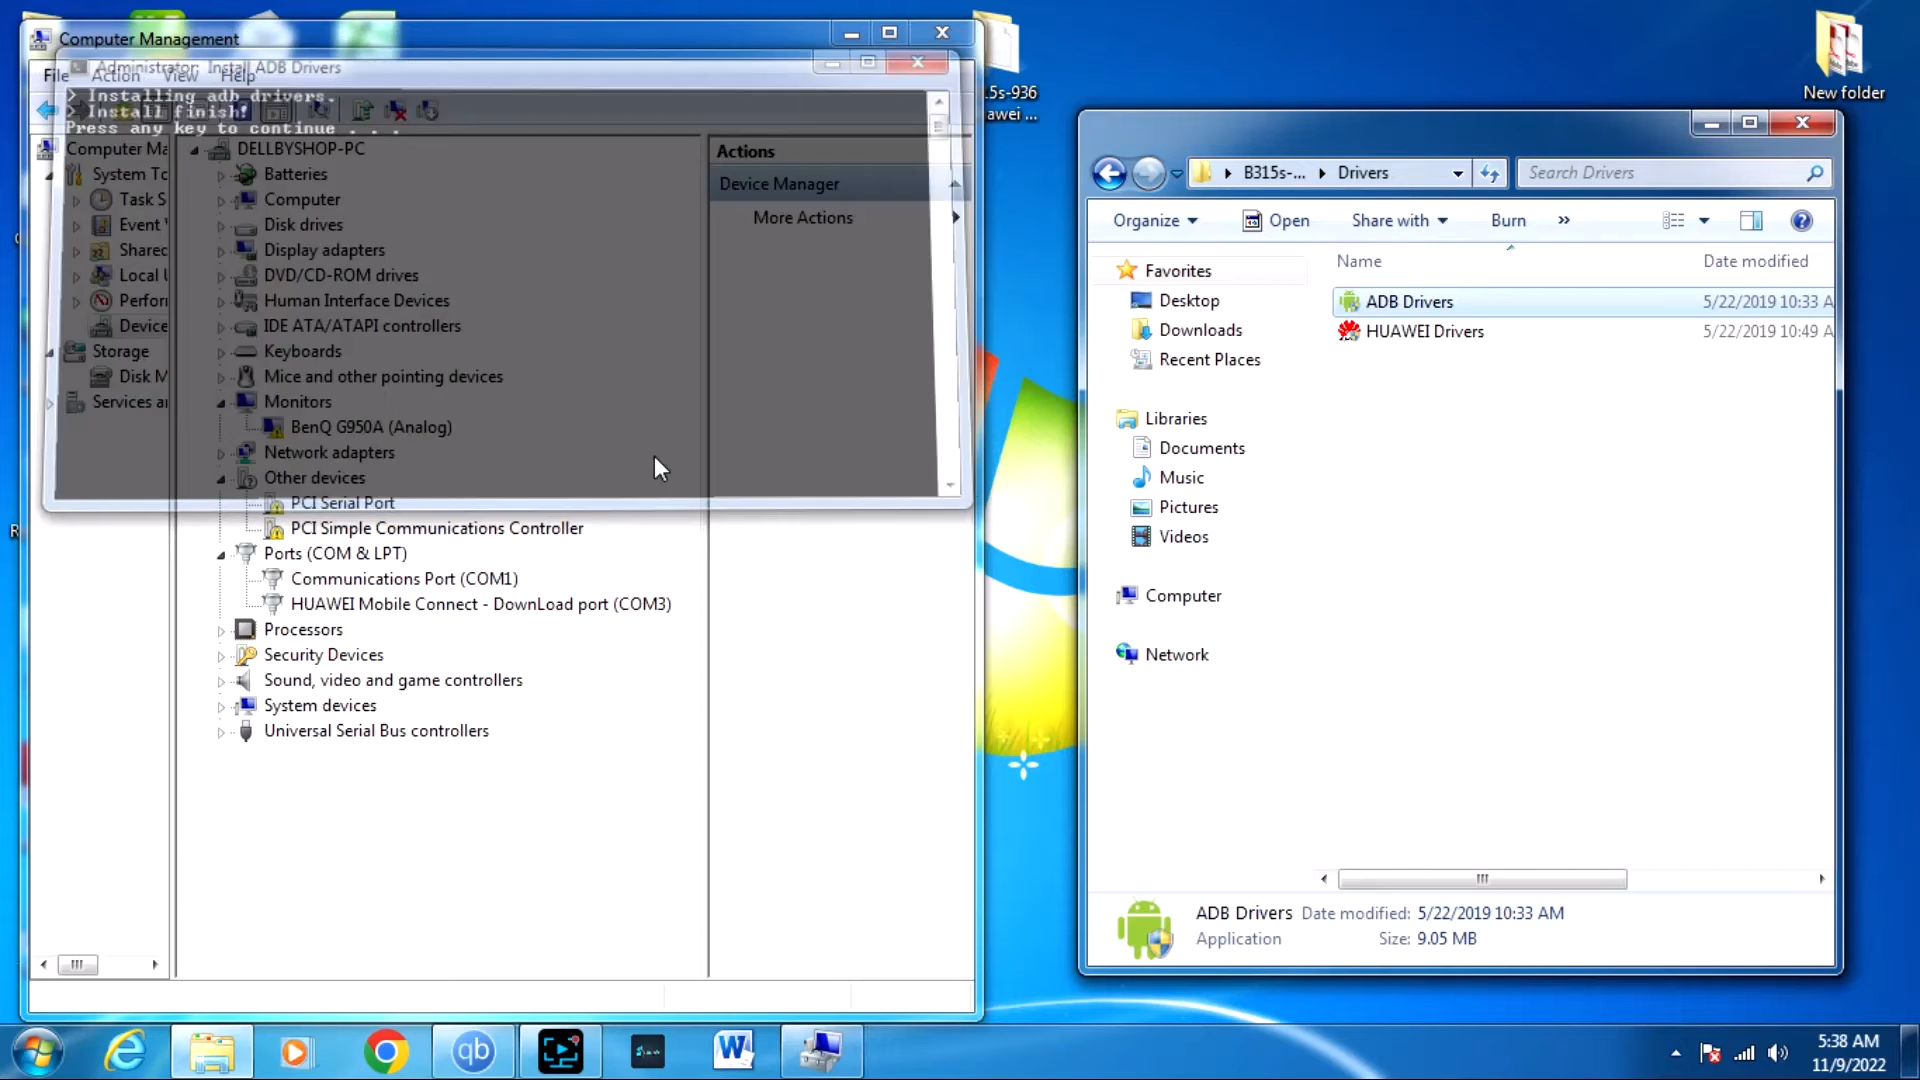 Computer Management
Administrator: Install ADB Drivers
File Action View Help
> Installing adb drivers.
> Install finish!
Press any key to continue . . .
Computer Ma
System To
Task S
Event
Shared
Local U
Perfor
Device
Storage
Disk M
Services a
DELLBYSHOP-PC
Batteries
Computer
Disk drives
Display adapters
DVD/CD-ROM drives
Human Interface Devices
IDE ATA/ATAPI controllers
Keyboards
Mice and other pointing devices
Monitors
BenQ G950A (Analog)
Network adapters
Other devices
PCI Serial Port
PCI Simple Communications Controller
Ports (COM & LPT)
Communications Port (COM1)
HUAWEI Mobile Connect - DownLoad port (COM3)
Processors
Security Devices
Sound, video and game controllers
System devices
Universal Serial Bus controllers
Actions
Device Manager
More Actions
15s-936
awei ...
New folder
B315s-... Drivers
Search Drivers
Organize Open Share with Burn »
Name Date modified
ADB Drivers 5/22/2019 10:33 A
HUAWEI Drivers 5/22/2019 10:49 A
Favorites
Desktop
Downloads
Recent Places
Libraries
Documents
Music
Pictures
Videos
Computer
Network
ADB Drivers Date modified: 5/22/2019 10:33 AM
Application Size: 9.05 MB
qb
W
5:38 AM
11/9/2022